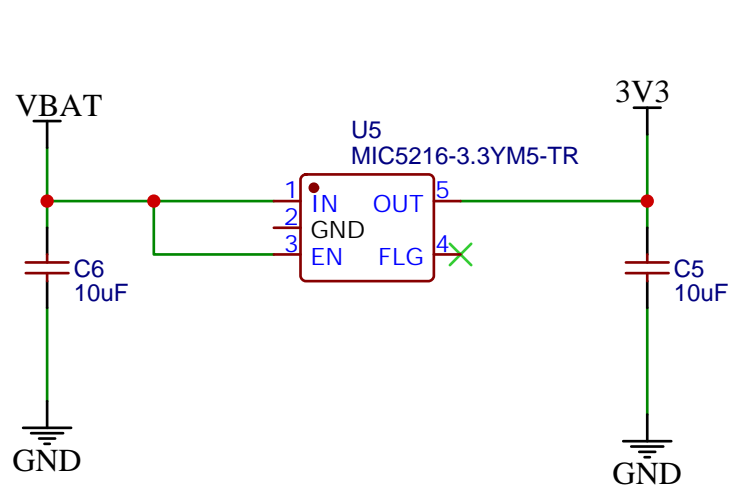 VBAT
3V3
U5
MIC5216-3.3YM5-TR
1
IN
OUT
5
2
GND
3
EN
FLG
4
C6
10uF
C5
10uF
GND
GND